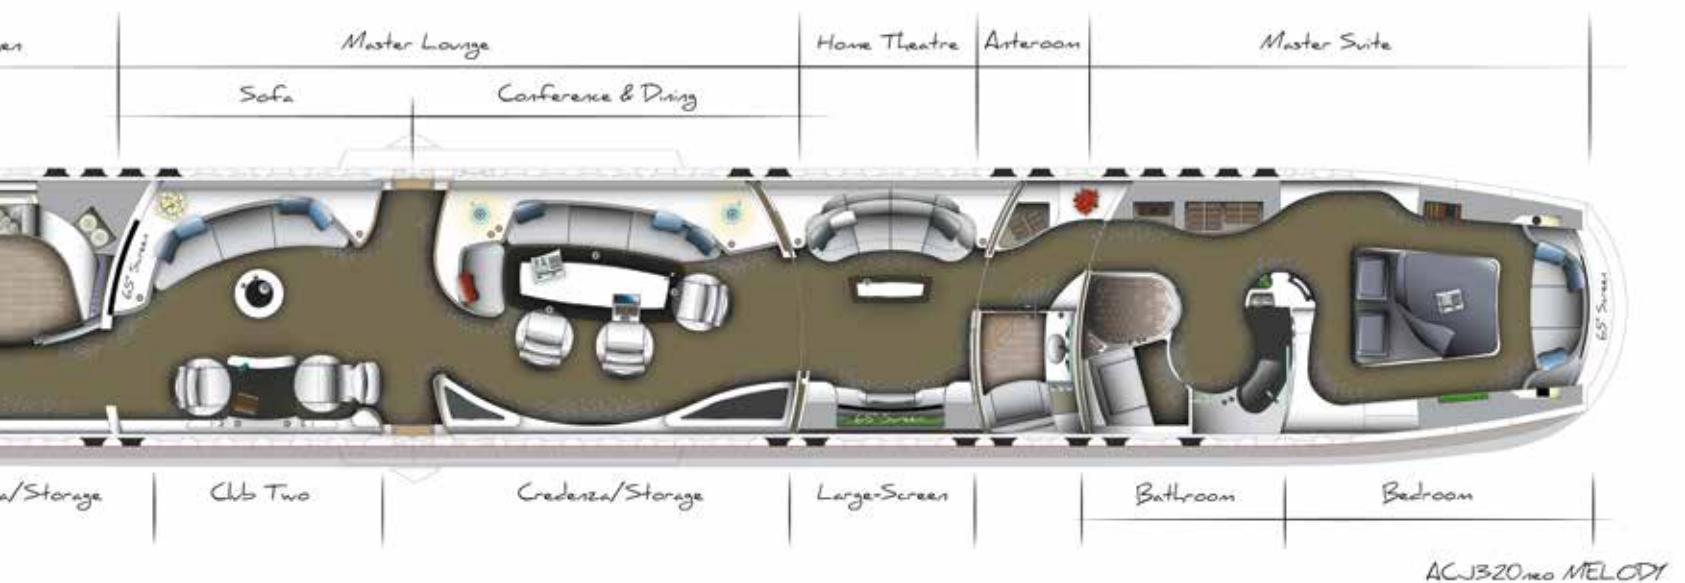 Master Lounge
Home Theatre
Anteroom
Master Suite
Sofa
Conference & Dining
65" Screen
65" Screen
65" Screen
a/Storage
Club Two
Credenza/Storage
Large-Screen
Bathroom
Bedroom
ACJ320neo MELODY